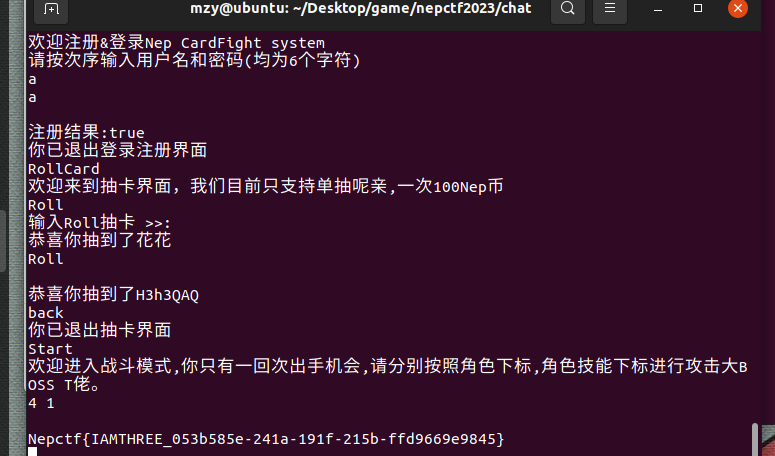 mzy@ubuntu: ~/Desktop/game/nepctf2023/chat
欢迎注册&登录Nep CardFight system
请按次序输入用户名和密码(均为6个字符)
a
a
注册结果:true
你已退出登录注册界面
RollCard
欢迎来到抽卡界面，我们目前只支持单抽呢亲,一次100Nep币
Roll
输入Roll抽卡 >>:
恭喜你抽到了花花
Roll
恭喜你抽到了H3h3QAQ
back
你已退出抽卡界面
Start
欢迎进入战斗模式,你只有一回次出手机会,请分别按照角色下标,角色技能下标进行攻击大B
OSS T佬。
4 1
Nepctf{IAMTHREE_053b585e-241a-191f-215b-ffd9669e9845}